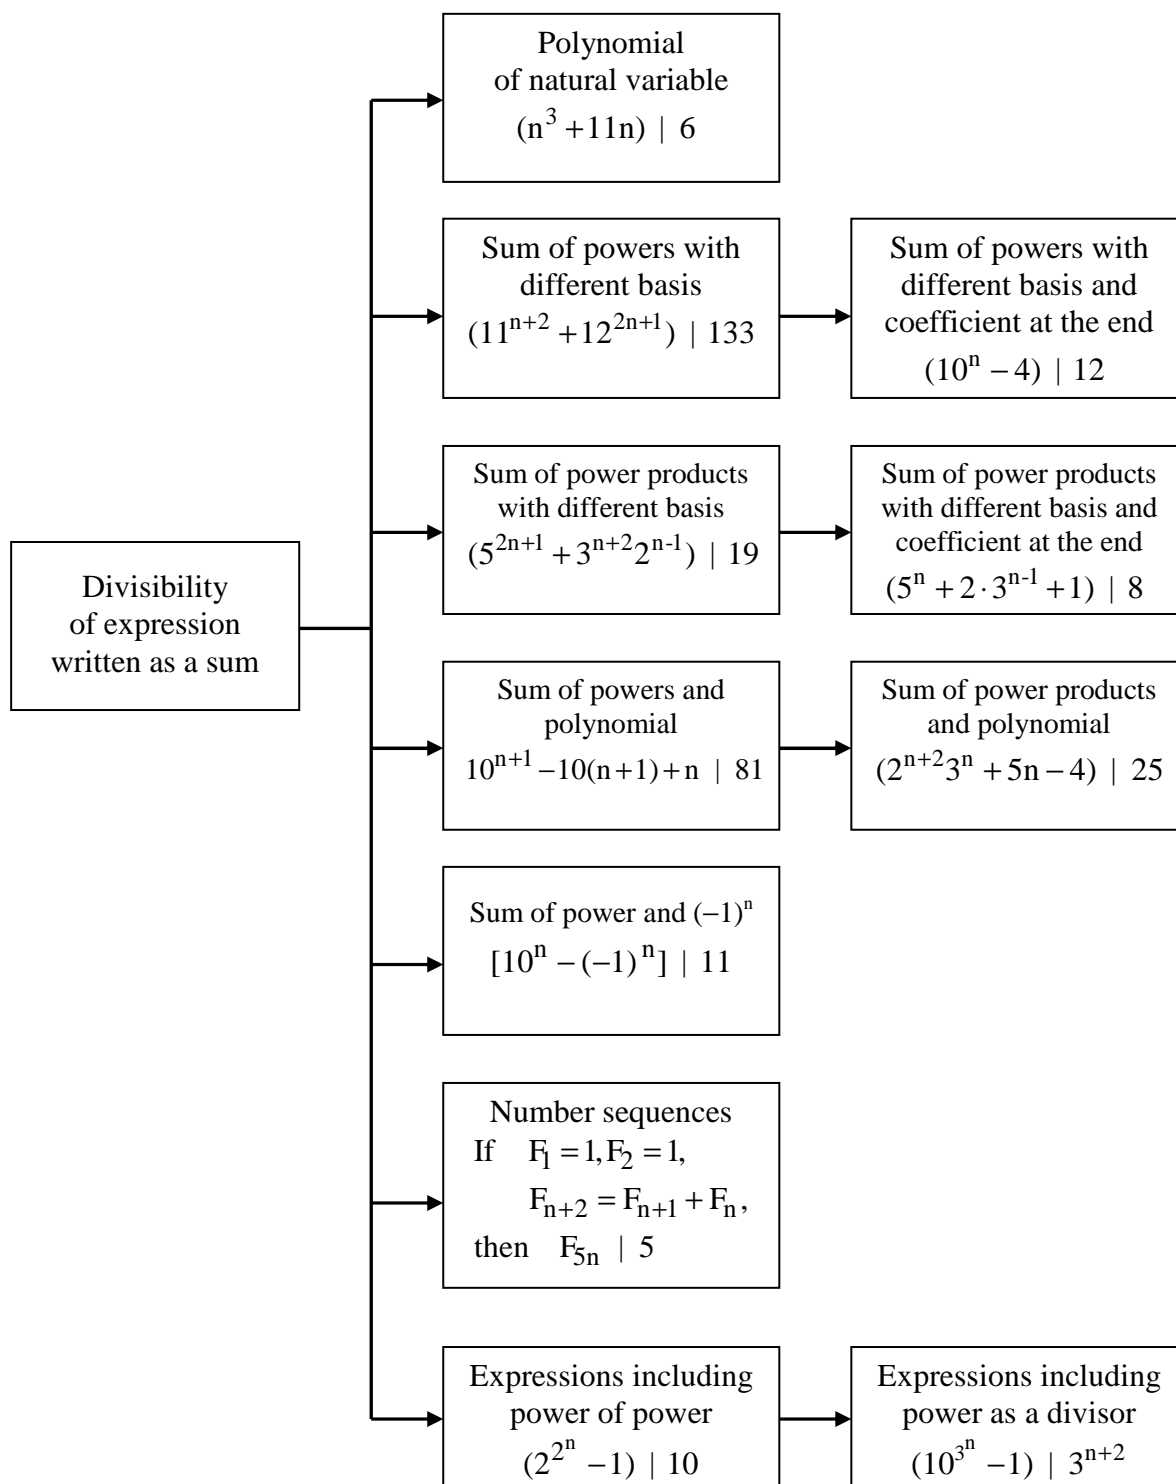 Polynomial
of natural variable
(n³ +11n) | 6
Sum of powers with
different basis
(11ⁿ⁺² +12²ⁿ⁺¹) | 133
Sum of powers with
different basis and
coefficient at the end
(10ⁿ − 4) | 12
Sum of power products
with different basis
(5²ⁿ⁺¹ + 3ⁿ⁺²2ⁿ⁻¹) | 19
Sum of power products
with different basis and
coefficient at the end
(5ⁿ + 2 · 3ⁿ⁻¹ +1) | 8
Divisibility
of expression
written as a sum
Sum of powers and
polynomial
10ⁿ⁺¹ −10(n+1)+n | 81
Sum of power products
and polynomial
(2ⁿ⁺²3ⁿ + 5n − 4) | 25
Sum of power and (−1)ⁿ
[10ⁿ − (−1)ⁿ] | 11
Number sequences
If F₁ = 1, F₂ = 1,
Fₙ₊₂ = Fₙ₊₁ + Fₙ,
then F₅ₙ | 5
Expressions including
power of power
(2^2^n −1) | 10
Expressions including
power as a divisor
(10^3^n −1) | 3ⁿ⁺²